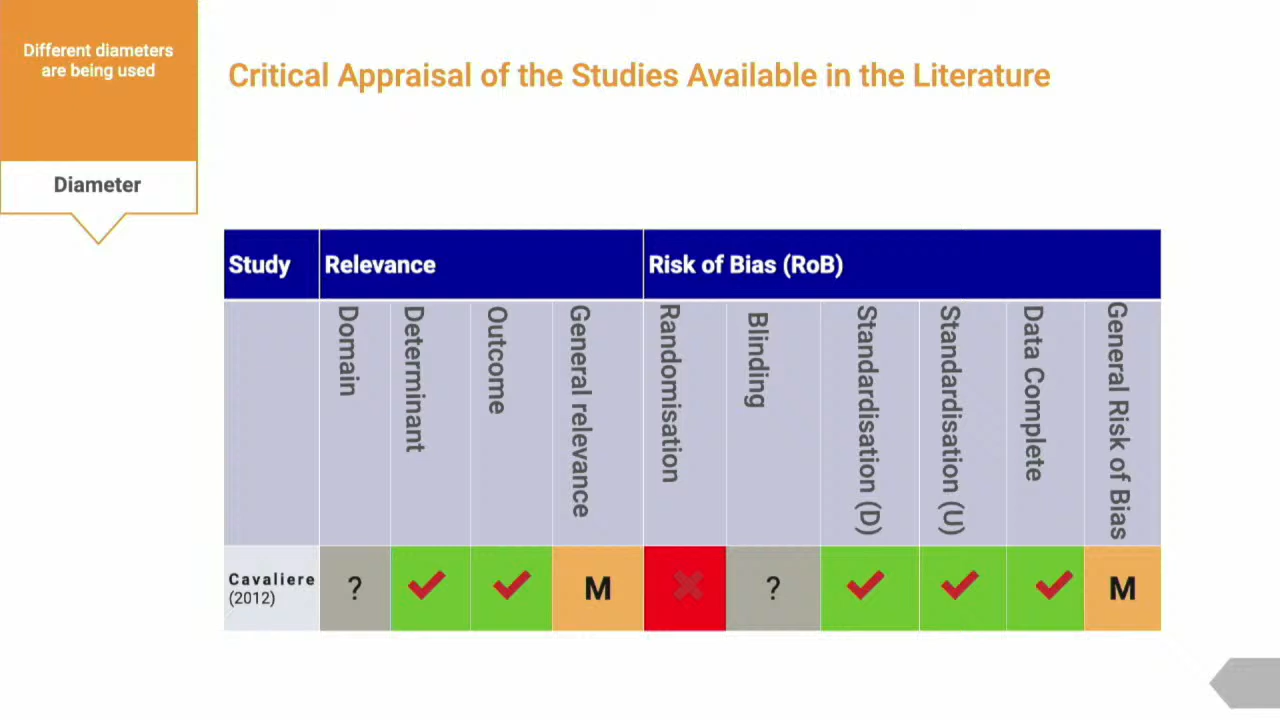 Different diameters
are being used
Diameter
Critical Appraisal of the Studies Available in the Literature
Study
Relevance
Risk of Bias (RoB)
Domain
Determinant
Outcome
General relevance
Randomisation
Blinding
Standardisation (D)
Standardisation (U)
Data Complete
General Risk of Bias
Cavaliere
(2012)
?
M
?
M